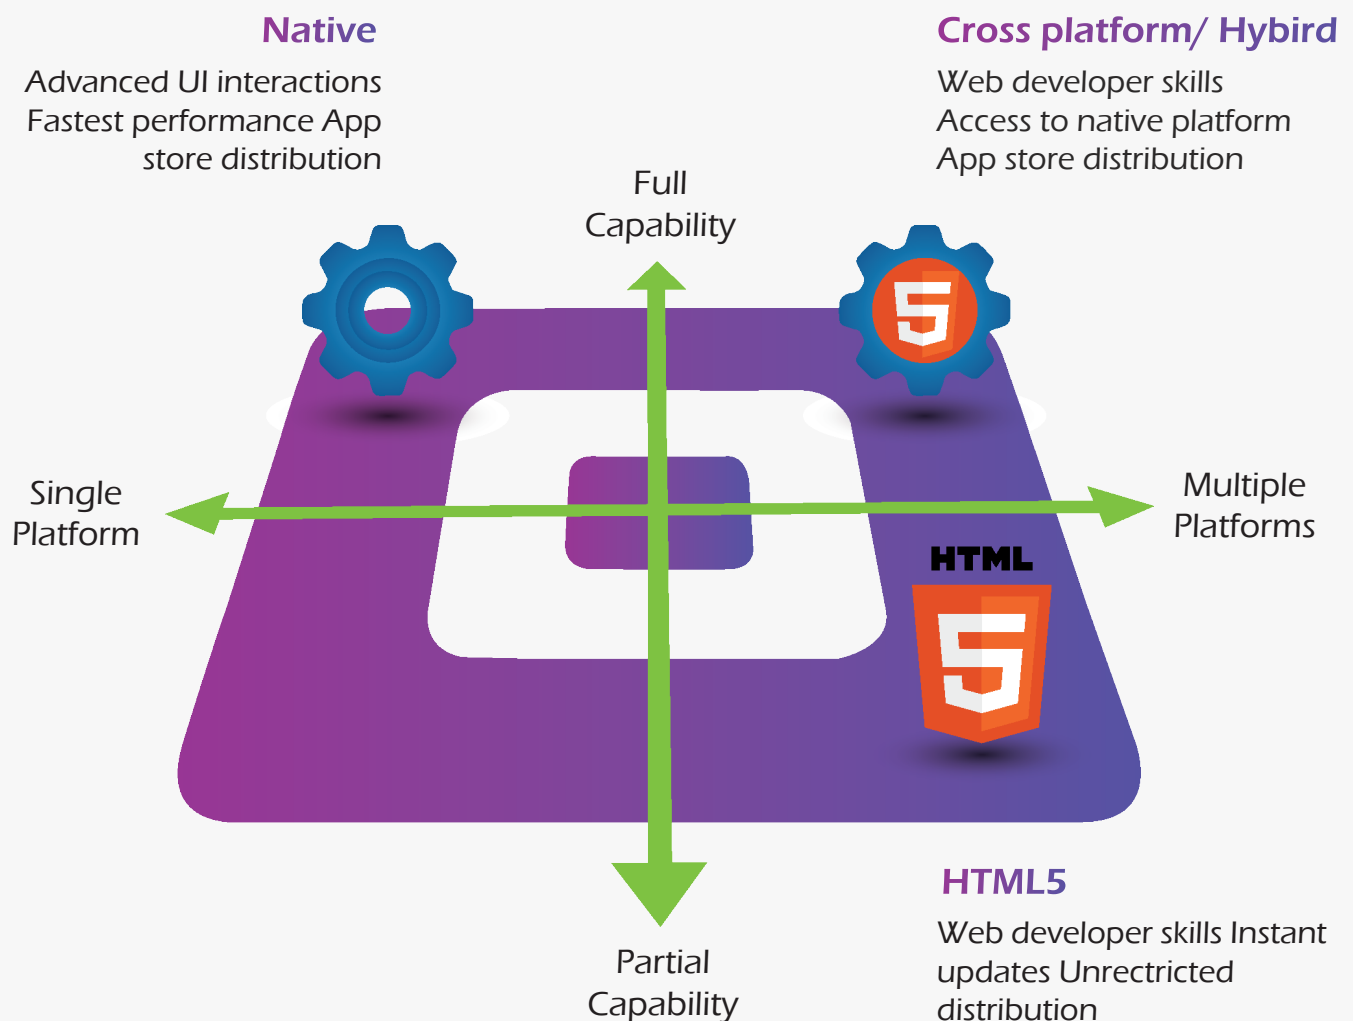 Native
Advanced UI interactions
Fastest performance App
store distribution
Cross platform/ Hybird
Web developer skills
Access to native platform
App store distribution
Full
Capability
Single
Platform
Multiple
Platforms
HTML
5
5
HTML5
Web developer skills Instant
updates Unrectricted
distribution
Partial
Capability